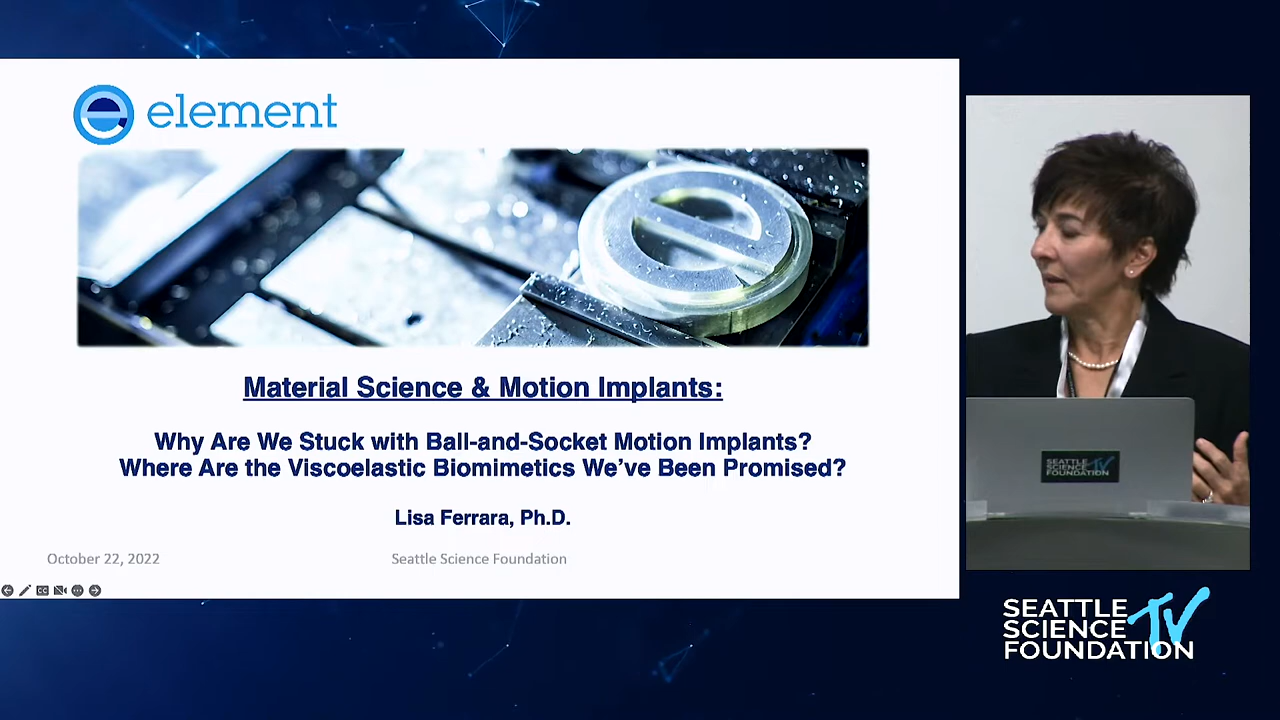 element
Material Science & Motion Implants:
Why Are We Stuck with Ball-and-Socket Motion Implants?
Where Are the Viscoelastic Biomimetics We've Been Promised?
Lisa Ferrara, Ph.D.
October 22, 2022
Seattle Science Foundation
SEATTLE
SCIENCE TV
FOUNDATION
SEATTLE
SCIENCE TV
FOUNDATION